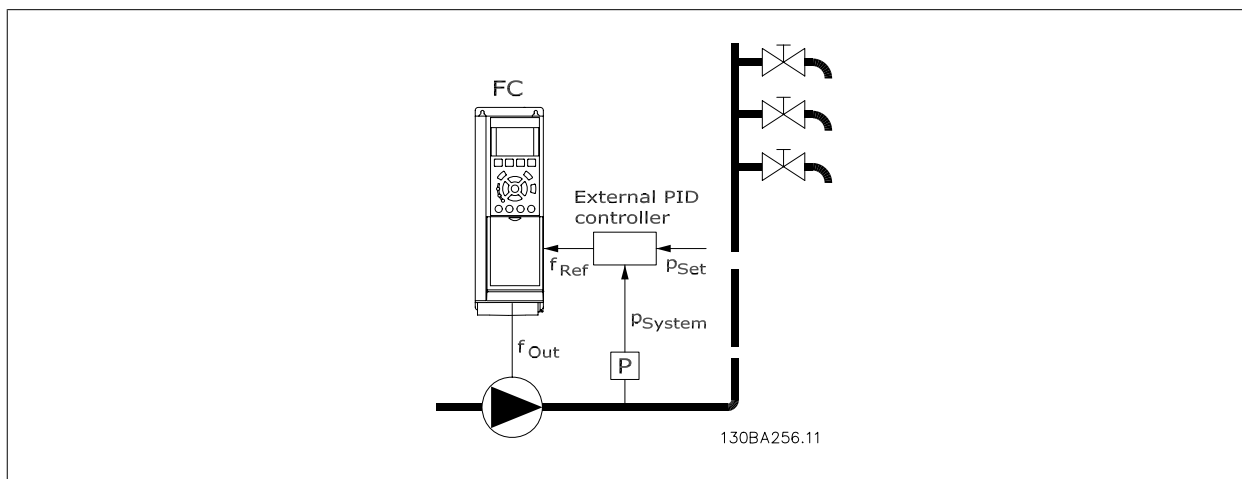 FC
External PID
controller
fRef
pSet
pSystem
fOut
P
130BA256.11